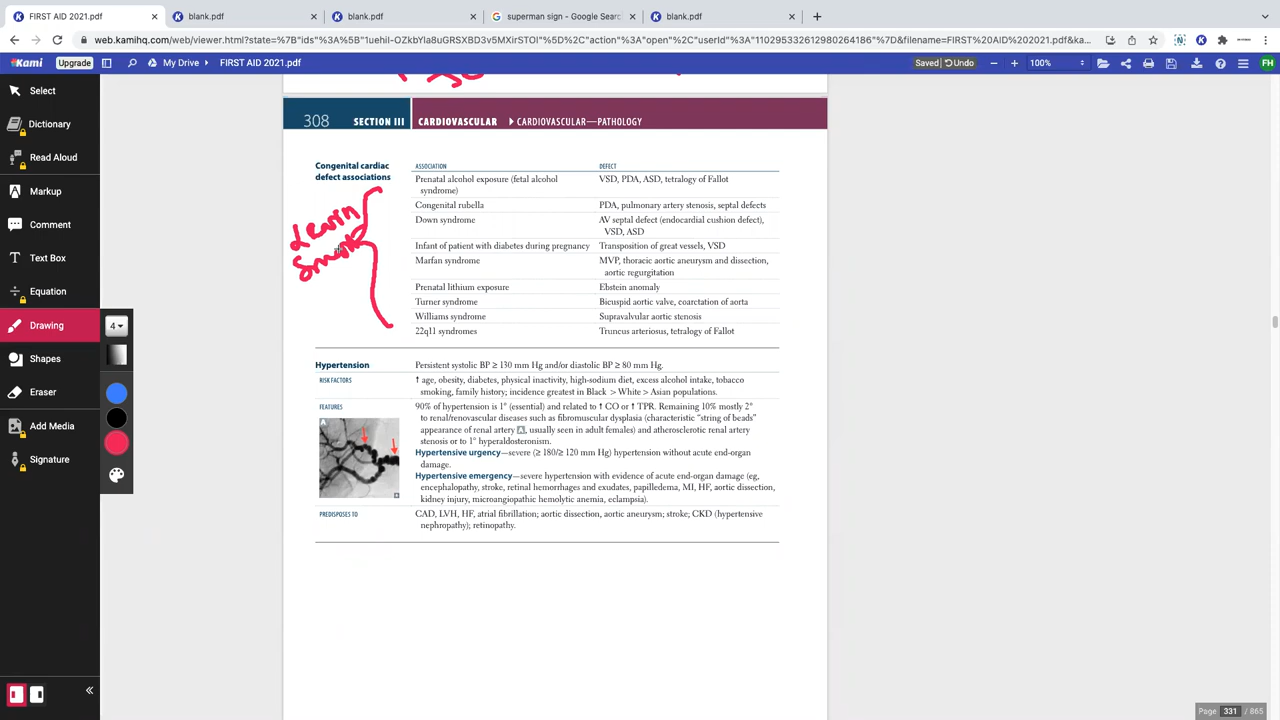 FIRST AID 2021.pdf
blank.pdf
blank.pdf
superman sign - Google Sear
blank.pdf
web.kamihq.com/web/viewer.html?state=%7B"ids"%3A%5B"1uehiI-OZkbYla8uGRSXBD3v5MXirSTOI"%5D%2C"action"%3A"open"%2C"userId"%3A"110295332612980264186"%7D&filename=FIRST%20AID%202021.pdf&ka...
Kami
Upgrade
My Drive
FIRST AID 2021.pdf
Saved
Undo
100%
FH
Select
Dictionary
Read Aloud
Markup
Comment
Text Box
Equation
Drawing
4
Shapes
Eraser
Add Media
Signature
308 SECTION III CARDIOVASCULAR ▶ CARDIOVASCULAR—PATHOLOGY
Congenital cardiac
defect associations
ASSOCIATION DEFECT
Prenatal alcohol exposure (fetal alcohol
syndrome)
VSD, PDA, ASD, tetralogy of Fallot
Congenital rubella PDA, pulmonary artery stenosis, septal defects
Down syndrome AV septal defect (endocardial cushion defect),
VSD, ASD
Infant of patient with diabetes during pregnancy Transposition of great vessels, VSD
Marfan syndrome MVP, thoracic aortic aneurysm and dissection,
aortic regurgitation
Prenatal lithium exposure Ebstein anomaly
Turner syndrome Bicuspid aortic valve, coarctation of aorta
Williams syndrome Supravalvular aortic stenosis
22q11 syndromes Truncus arteriosus, tetralogy of Fallot
Hypertension Persistent systolic BP ≥ 130 mm Hg and/or diastolic BP ≥ 80 mm Hg.
RISK FACTORS ↑ age, obesity, diabetes, physical inactivity, high-sodium diet, excess alcohol intake, tobacco
smoking, family history; incidence greatest in Black > White > Asian populations.
FEATURES 90% of hypertension is 1° (essential) and related to ↑ CO or ↑ TPR. Remaining 10% mostly 2°
to renal/renovascular diseases such as fibromuscular dysplasia (characteristic “string of beads”
appearance of renal artery A, usually seen in adult females) and atherosclerotic renal artery
stenosis or to 1° hyperaldosteronism.
Hypertensive urgency—severe (≥ 180/≥ 120 mm Hg) hypertension without acute end-organ
damage.
Hypertensive emergency—severe hypertension with evidence of acute end-organ damage (eg,
encephalopathy, stroke, retinal hemorrhages and exudates, papilledema, MI, HF, aortic dissection,
kidney injury, microangiopathic hemolytic anemia, eclampsia).
PREDISPOSES TO CAD, LVH, HF, atrial fibrillation; aortic dissection, aortic aneurysm; stroke; CKD (hypertensive
nephropathy); retinopathy.
A
Page 331 / 865